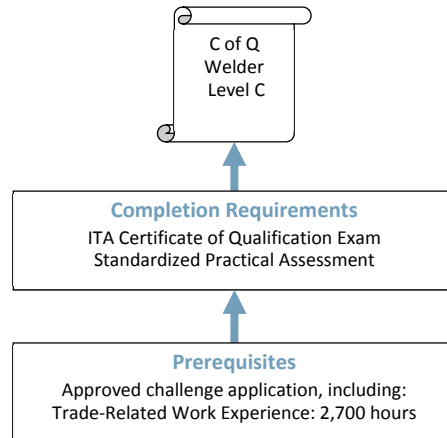 C of Q
Welder
Level C
Completion Requirements
ITA Certificate of Qualification Exam
Standardized Practical Assessment
Prerequisites
Approved challenge application, including:
Trade-Related Work Experience: 2,700 hours